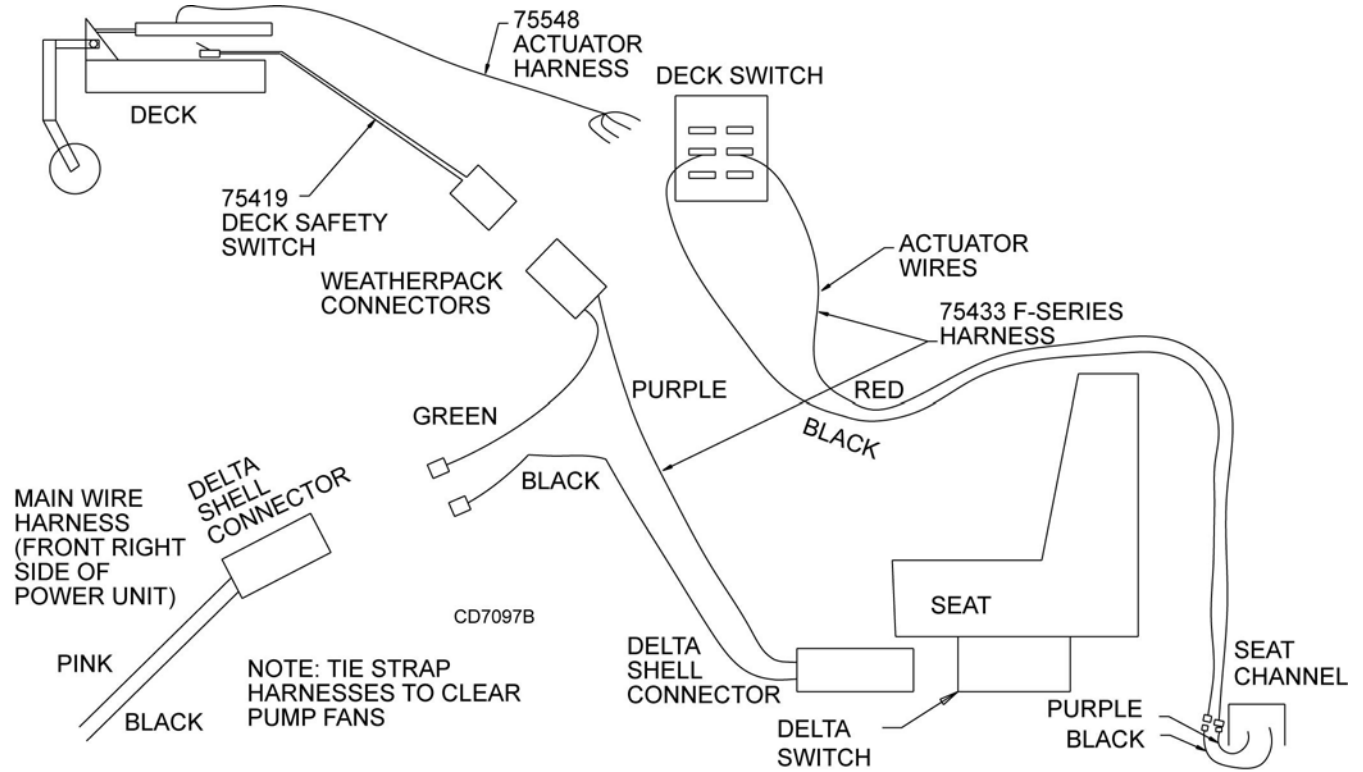 75548
ACTUATOR
HARNESS
DECK SWITCH
DECK
75419
DECK SAFETY
SWITCH
WEATHERPACK
CONNECTORS
ACTUATOR
WIRES
75433 F-SERIES
HARNESS
PURPLE
RED
BLACK
GREEN
BLACK
DELTA
SHELL
CONNECTOR
MAIN WIRE
HARNESS
(FRONT RIGHT
SIDE OF
POWER UNIT)
CD7097B
SEAT
PINK
BLACK
NOTE: TIE STRAP
HARNESSES TO CLEAR
PUMP FANS
DELTA
SHELL
CONNECTOR
DELTA
SWITCH
SEAT
CHANNEL
PURPLE
BLACK